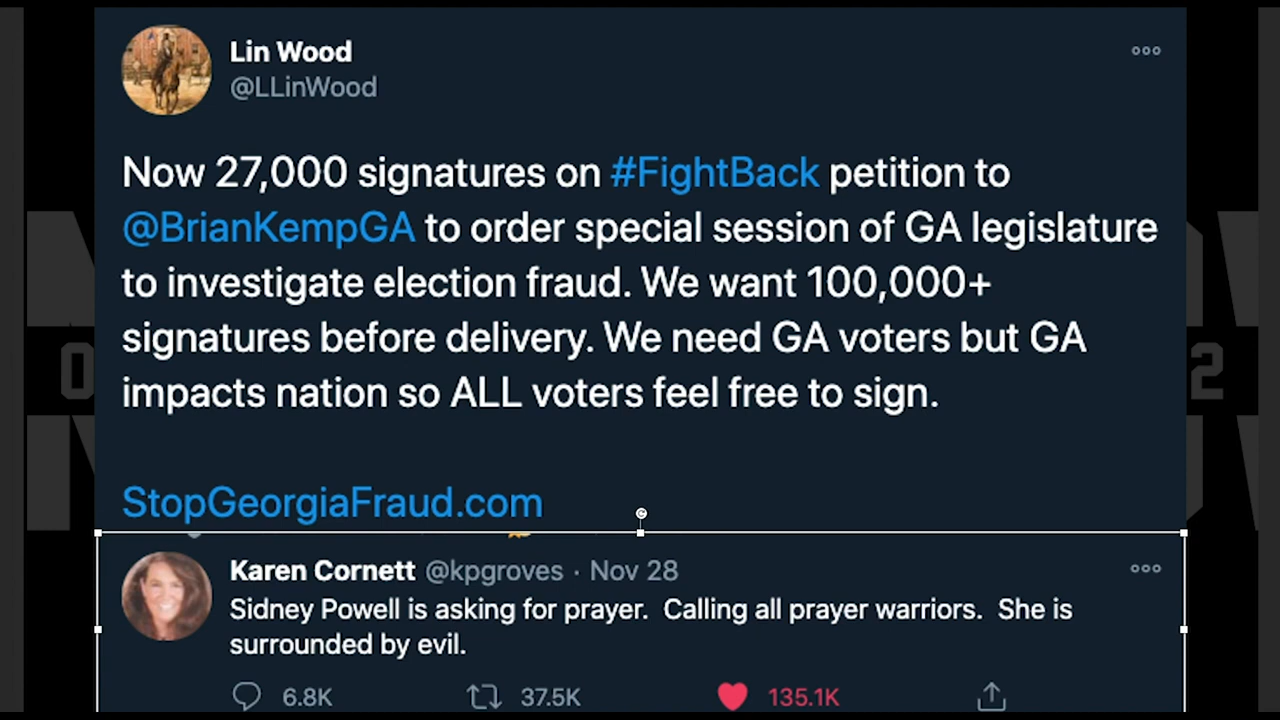 Lin Wood
@LLinWood
Now 27,000 signatures on #FightBack petition to
@BrianKempGA to order special session of GA legislature
to investigate election fraud. We want 100,000+
signatures before delivery. We need GA voters but GA
impacts nation so ALL voters feel free to sign.
StopGeorgiaFraud.com
Karen Cornett @kpgroves · Nov 28
Sidney Powell is asking for prayer. Calling all prayer warriors. She is
surrounded by evil.
6.8K 37.5K 135.1K